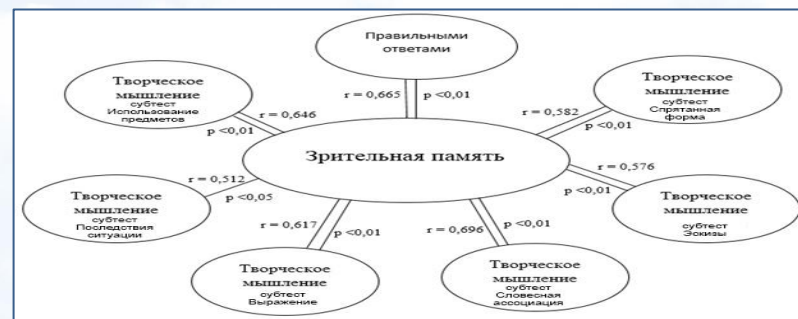 Правильными
ответами
Творческое
мышление
субтест
Использование
предметов
r = 0,646
p <0,01
r = 0,665
p <0,01
r = 0,582
p <0,01
Творческое
мышление
субтест
Спрятанная
форма
Зрительная память
r = 0,512
p <0,05
r = 0,576
p <0,01
Творческое
мышление
субтест
Последствия
ситуации
Творческое
мышление
субтест
Эскизы
r = 0,617
p <0,01
r = 0,696
p <0,01
Творческое
мышление
субтест
Выражение
Творческое
мышление
субтест
Словесная
ассоциация